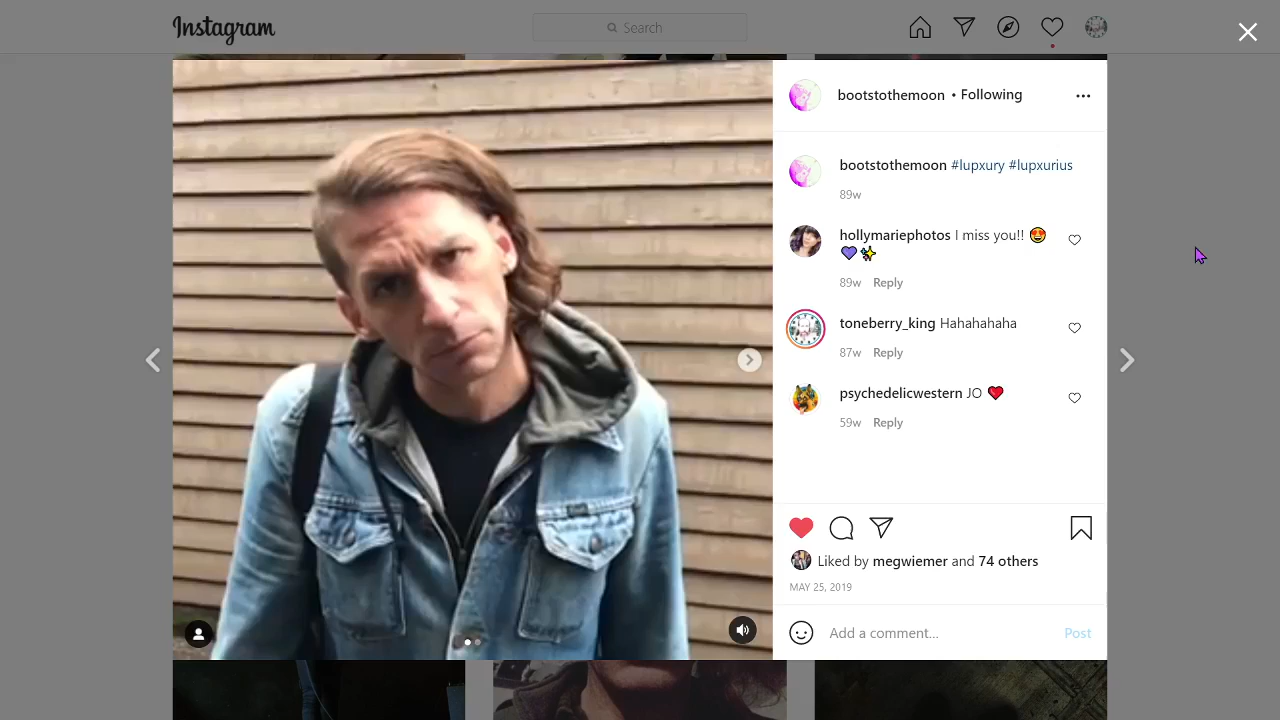 Instagram
Search
bootstothemoon • Following
bootstothemoon #lupxury #lupxurius
89w
hollymariephotos I miss you!! 😍
💜✨
89w Reply
toneberry_king Hahahahaha
87w Reply
psychedelicwestern JO ❤️
59w Reply
Liked by megwiemer and 74 others
MAY 25, 2019
Add a comment... Post